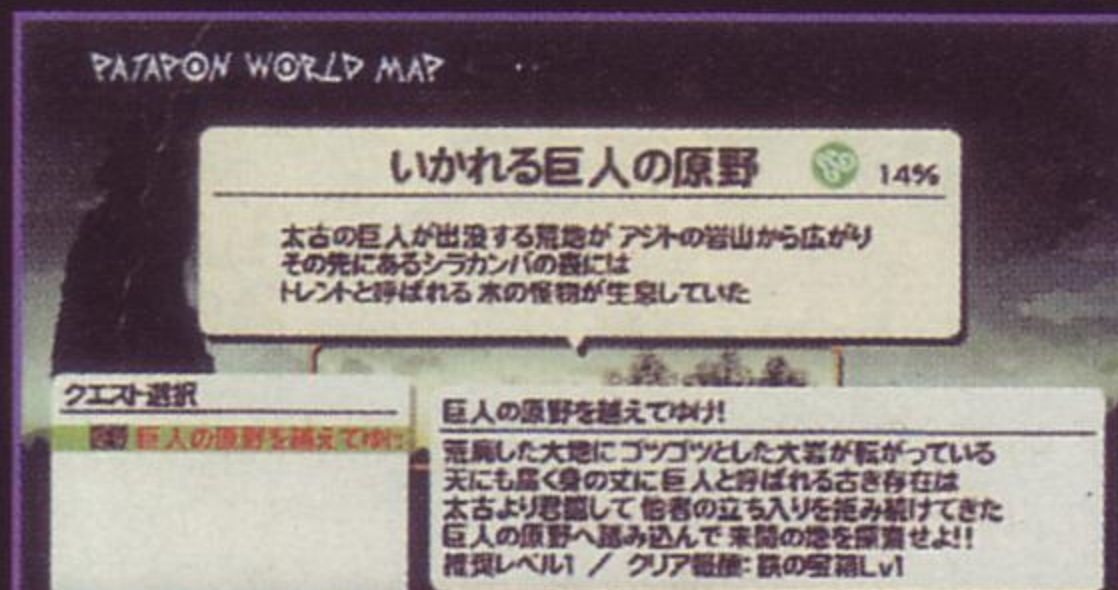 PATAPON WORLD MAP
いかれる巨人の原野 14%
太古の巨人が出没する荒地が アジトの岩山から広がり
その先にあるシラカンバの森には
トレントと呼ばれる 木の怪物が生息していた
クエスト選択
巨人の原野を越えてゆけ
巨人の原野を越えてゆけ!
荒廃した大地に ゴツゴツとした大岩が転がっている
天にも届く身の丈に 巨人と呼ばれる古き存在は
太古より君臨して 他者の立ち入りを拒み続けてきた
巨人の原野へ踏み込んで 未開の地を探索せよ!!
推奨レベル1 / クリア報酬: 鉄の宝箱Lv1